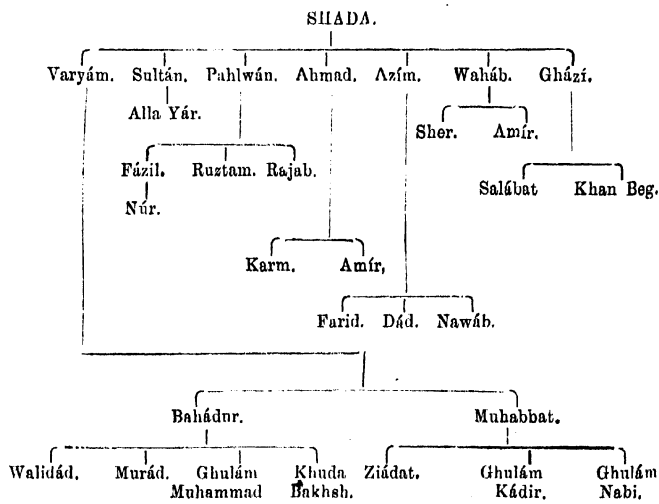 SHADA.
Varyám. Sultán. Pahlwán. Ahmad. Azím. Waháb. Gházi.
Alla Yár.
Sher. Amír.
Fázil. Ruztam. Rajab.
Salábat Khan Beg.
Núr.
Karm. Amír,
Farid. Dád. Nawáb.
Bahádur. Muhabbat.
Walidád. Murád. Ghulám Khuda Ziádat. Ghulám Ghulám
Muhammad Bakhsh. Kádir. Nabi.